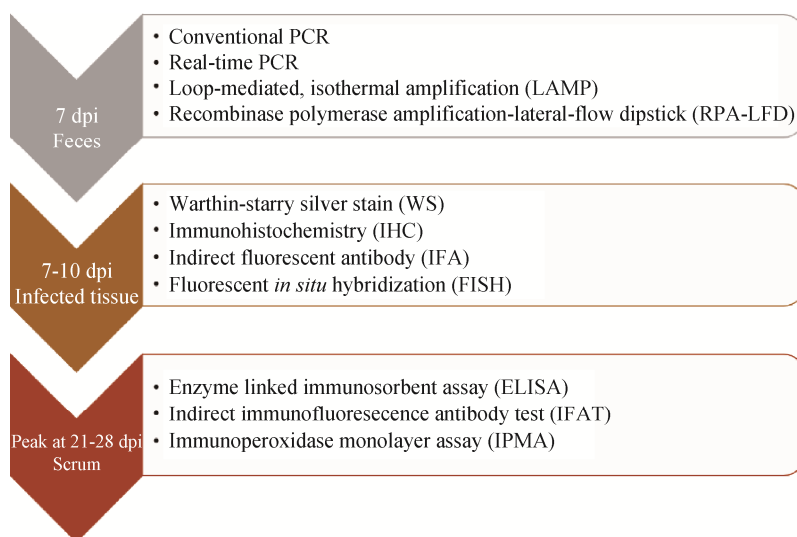 7 dpi
Feces
• Conventional PCR
• Real-time PCR
• Loop-mediated, isothermal amplification (LAMP)
• Recombinase polymerase amplification-lateral-flow dipstick (RPA-LFD)
7-10 dpi
Infected tissue
• Warthin-starry silver stain (WS)
• Immunohistochemistry (IHC)
• Indirect fluorescent antibody (IFA)
• Fluorescent in situ hybridization (FISH)
Peak at 21-28 dpi
Scrum
• Enzyme linked immunosorbent assay (ELISA)
• Indirect immunofluoresecence antibody test (IFAT)
• Immunoperoxidase monolayer assay (IPMA)